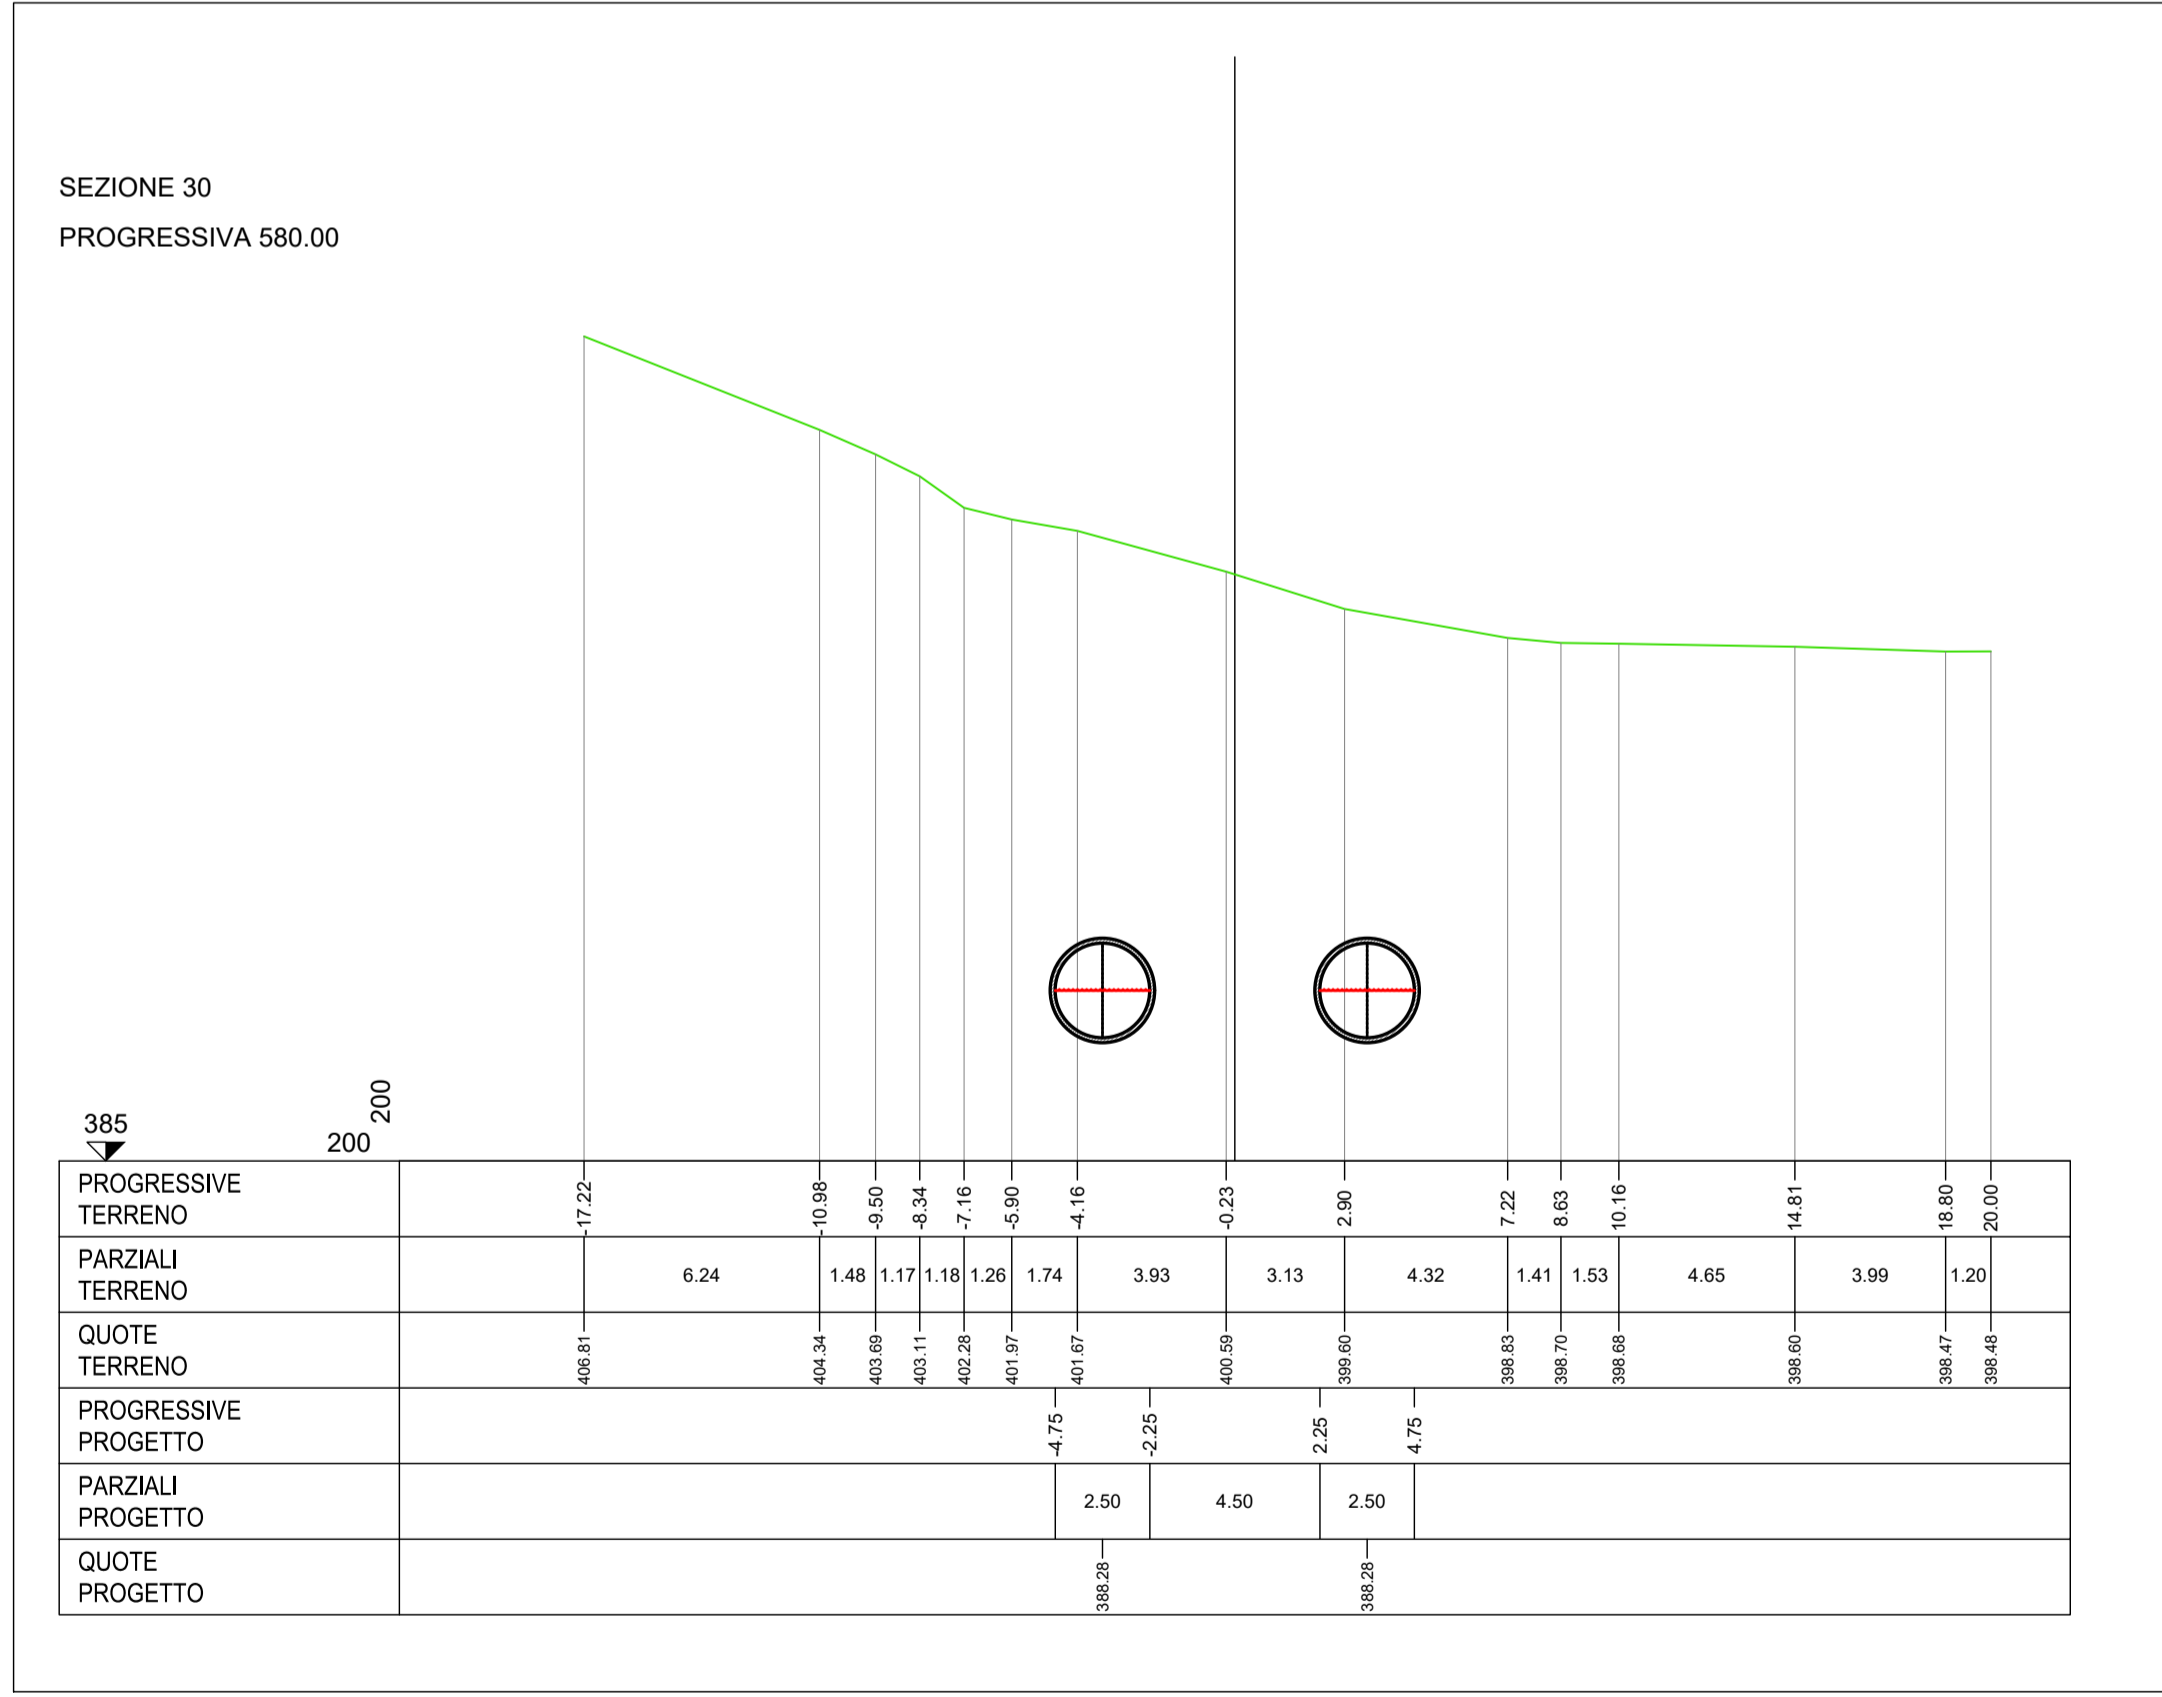 SEZIONE 30
PROGRESSIVA 580.00
200
385
200
PROGRESSIVE
TERRENO
-17.22 -10.98 -9.50 -8.34 -7.16 -5.90 -4.16 -0.23 2.90 7.22 8.63 10.16 14.81 18.80 20.00
PARZIALI
TERRENO
6.24 1.48 1.17 1.18 1.26 1.74 3.93 3.13 4.32 1.41 1.53 4.65 3.99 1.20
QUOTE
TERRENO
406.81 404.34 403.69 403.11 402.28 401.97 401.67 400.59 399.60 398.83 398.70 398.68 398.60 398.47 398.48
PROGRESSIVE
PROGETTO
-4.75 -2.25 2.25 4.75
PARZIALI
PROGETTO
2.50 4.50 2.50
QUOTE
PROGETTO
388.28 388.28